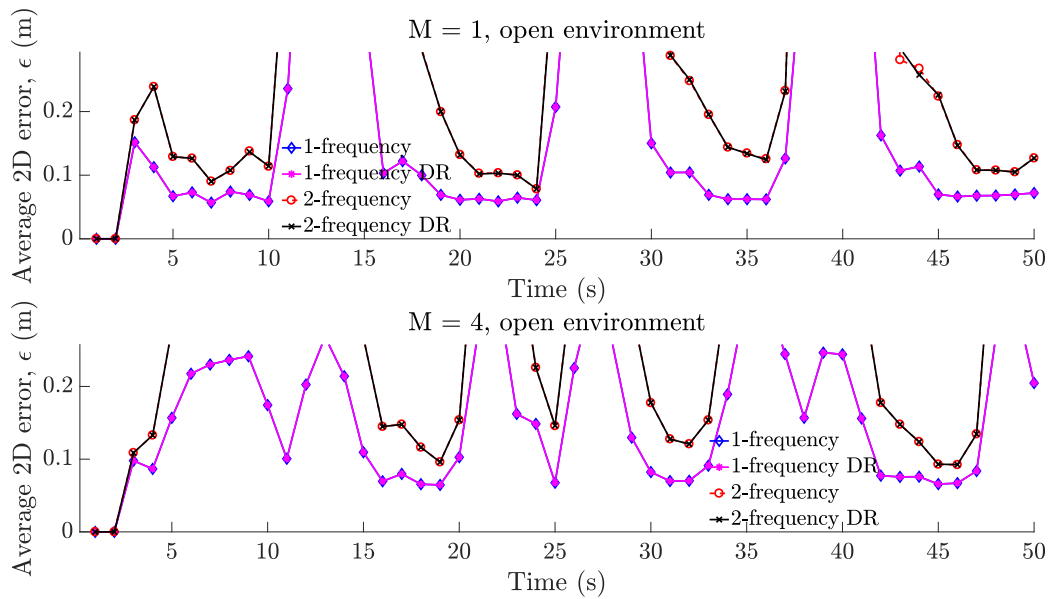 M = 1, open environment
Average 2D error, ϵ (m)
0.2
0.1
0
1-frequency
1-frequency DR
2-frequency
2-frequency DR
5 10 15 20 25 30 35 40 45 50
Time (s)
M = 4, open environment
Average 2D error, ϵ (m)
0.2
0.1
0
1-frequency
1-frequency DR
2-frequency
2-frequency DR
5 10 15 20 25 30 35 40 45 50
Time (s)